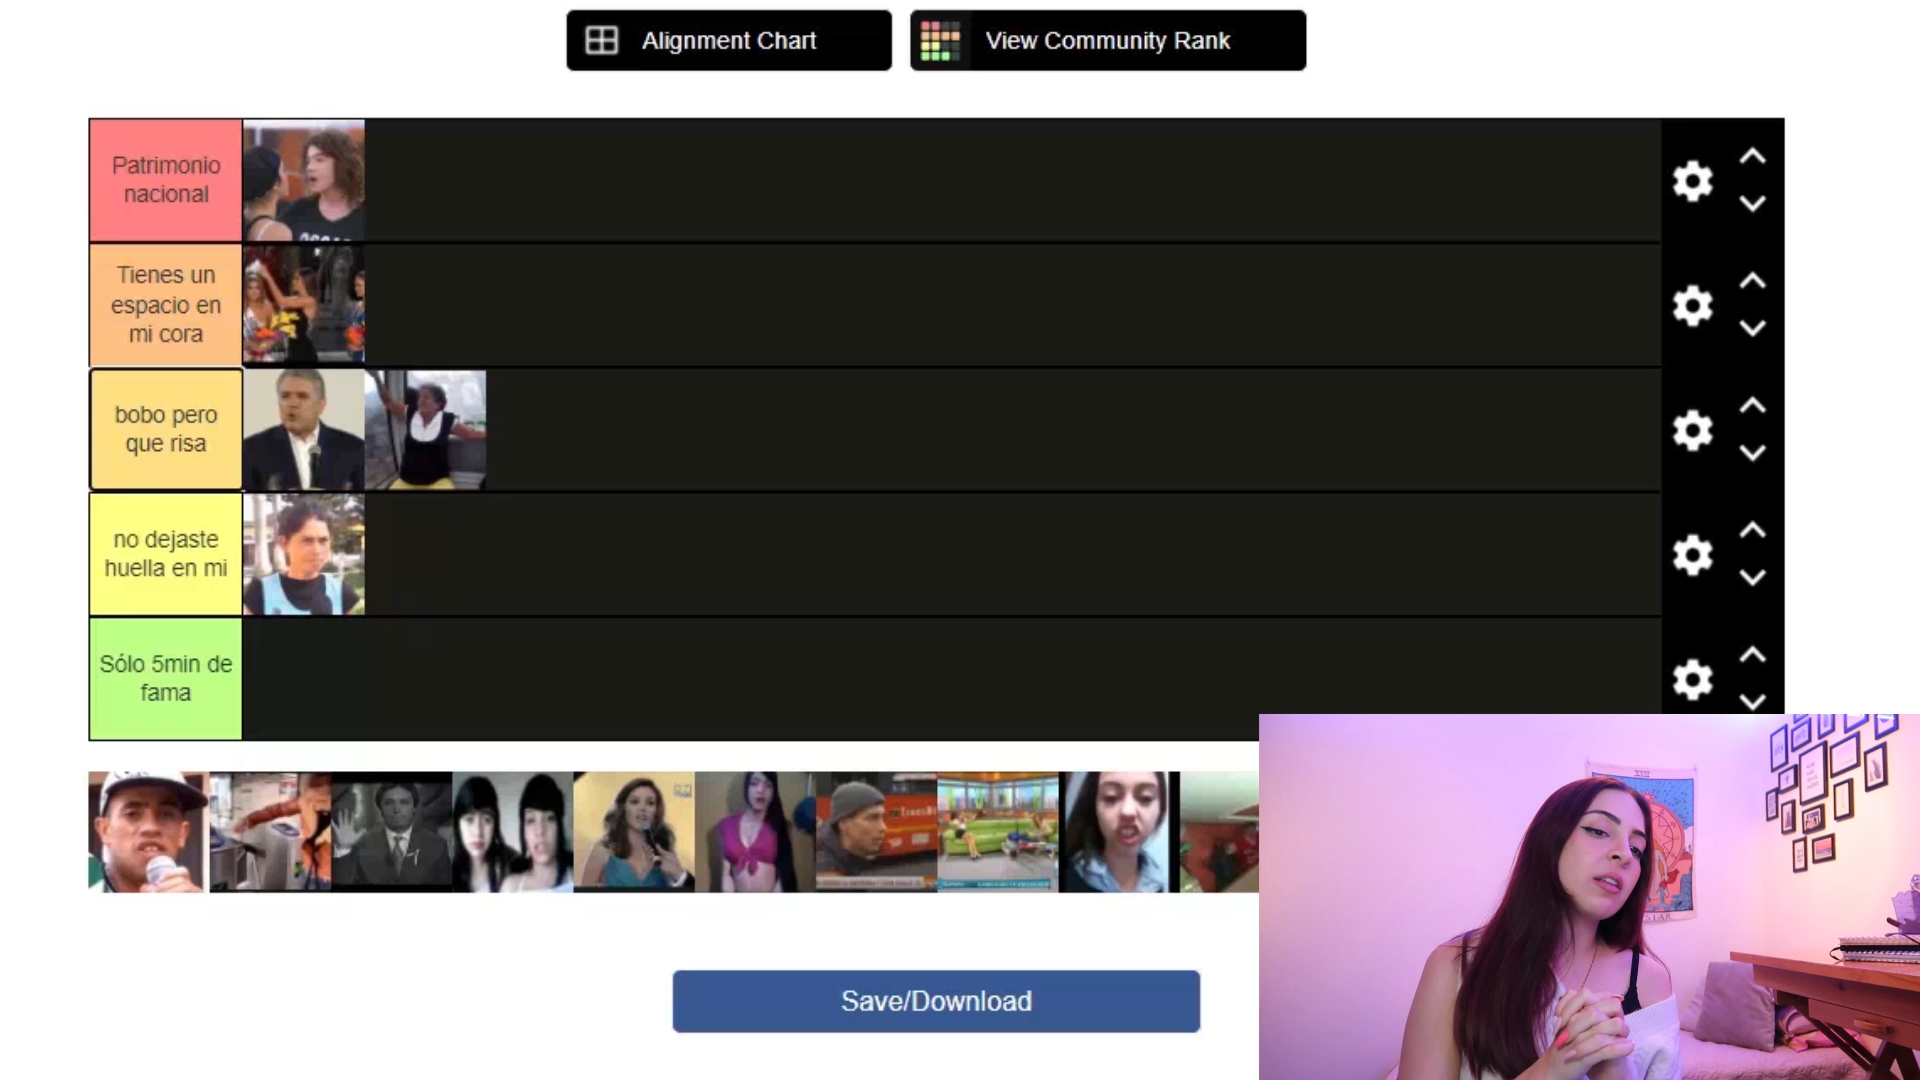 Alignment Chart
View Community Rank
Patrimonio
nacional
Tienes un
espacio en
mi cora
bobo pero
que risa
no dejaste
huella en mi
Sólo 5min de
fama
XVII
Save/Download